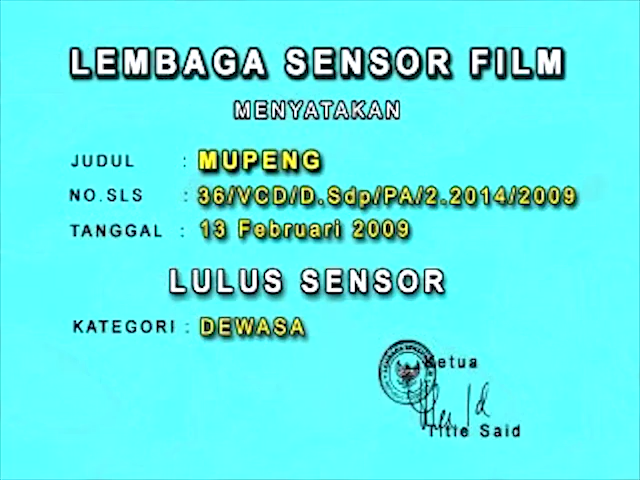 LEMBAGA SENSOR FILM
MENYATAKAN
JUDUL : MUPENG
NO.SLS : 36/VCD/D.Sdp/PA/2.2014/2009
TANGGAL : 13 Februari 2009
LULUS SENSOR
KATEGORI : DEWASA
Ketua
Title Said